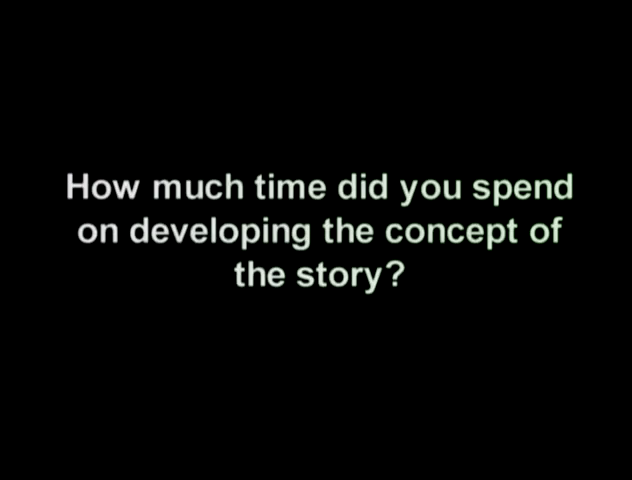 How much time did you spend
on developing the concept of
the story?